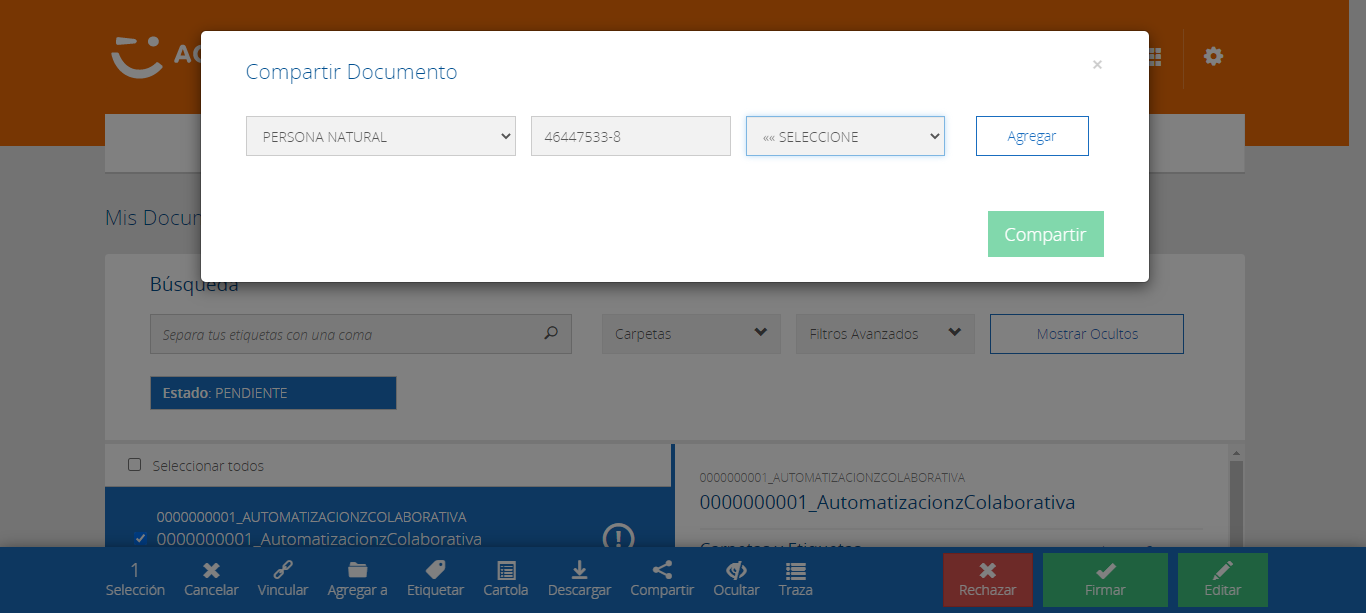 Compartir Documento
×
PERSONA NATURAL
46447533-8
«« SELECCIONE
Agregar
Compartir
Mis
Búsqueda
Separa tus etiquetas con una coma
Carpetas
Filtros Avanzados
Mostrar Ocultos
Estado: PENDIENTE
Seleccionar todos
0000000001_AUTOMATIZACIONZCOLABORATIVA
0000000001_AutomatizacionzColaborativa
0000000001_AUTOMATIZACIONZCOLABORATIVA
0000000001_AutomatizacionzColaborativa
Carpetas y Etiquetas
1
Selección
Cancelar
Vincular
Agregar a
Etiquetar
Cartola
Descargar
Compartir
Ocultar
Traza
Rechazar
Firmar
Editar